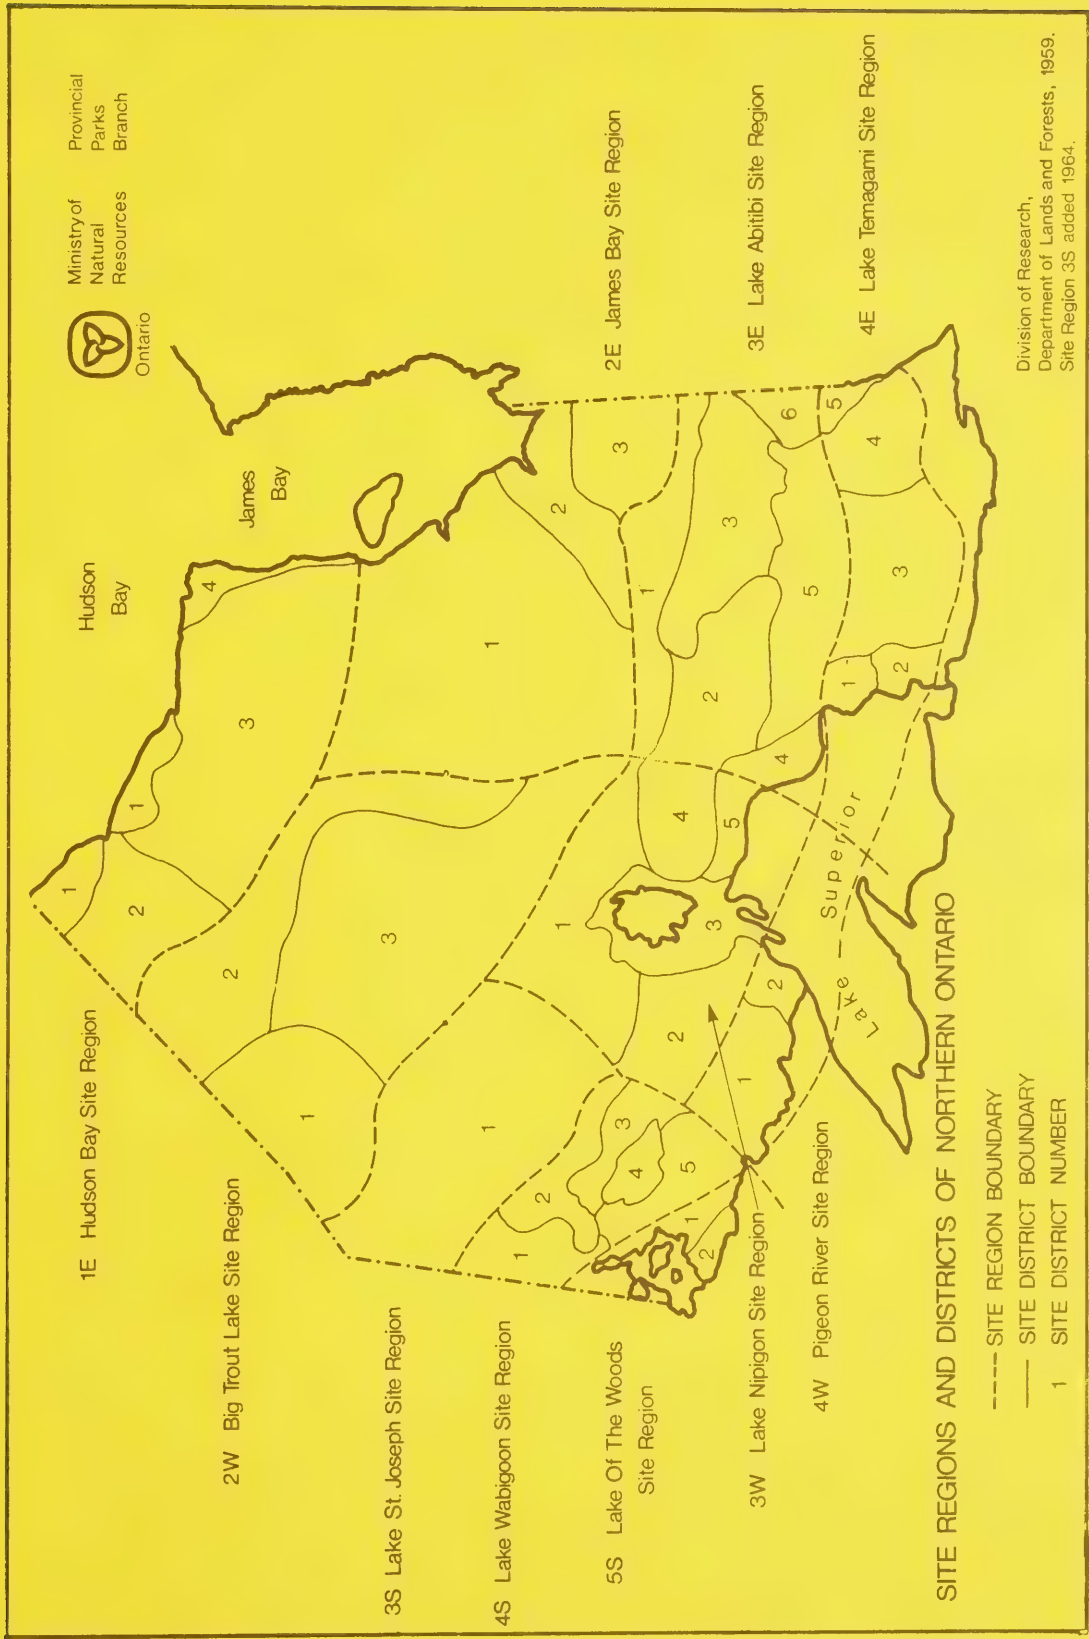 Ontario
Ministry of
Natural
Resources
Provincial
Parks
Branch
Hudson
Bay
James
Bay
1E Hudson Bay Site Region
2W Big Trout Lake Site Region
3S Lake St. Joseph Site Region
4S Lake Wabigoon Site Region
5S Lake Of The Woods
Site Region
3W Lake Nipigon Site Region
4W Pigeon River Site Region
2E James Bay Site Region
3E Lake Abitibi Site Region
4E Lake Temagami Site Region
1
2
1
3
4
2
1
3
1
2
3
1
1
2
3
4
5
1
2
1
2
3
4
5
1
2
1
2
3
4
5
6
1
2
3
4
5
Lake Superior
SITE REGIONS AND DISTRICTS OF NORTHERN ONTARIO
SITE REGION BOUNDARY
SITE DISTRICT BOUNDARY
1 SITE DISTRICT NUMBER
Division of Research,
Department of Lands and Forests, 1959.
Site Region 3S added 1964.